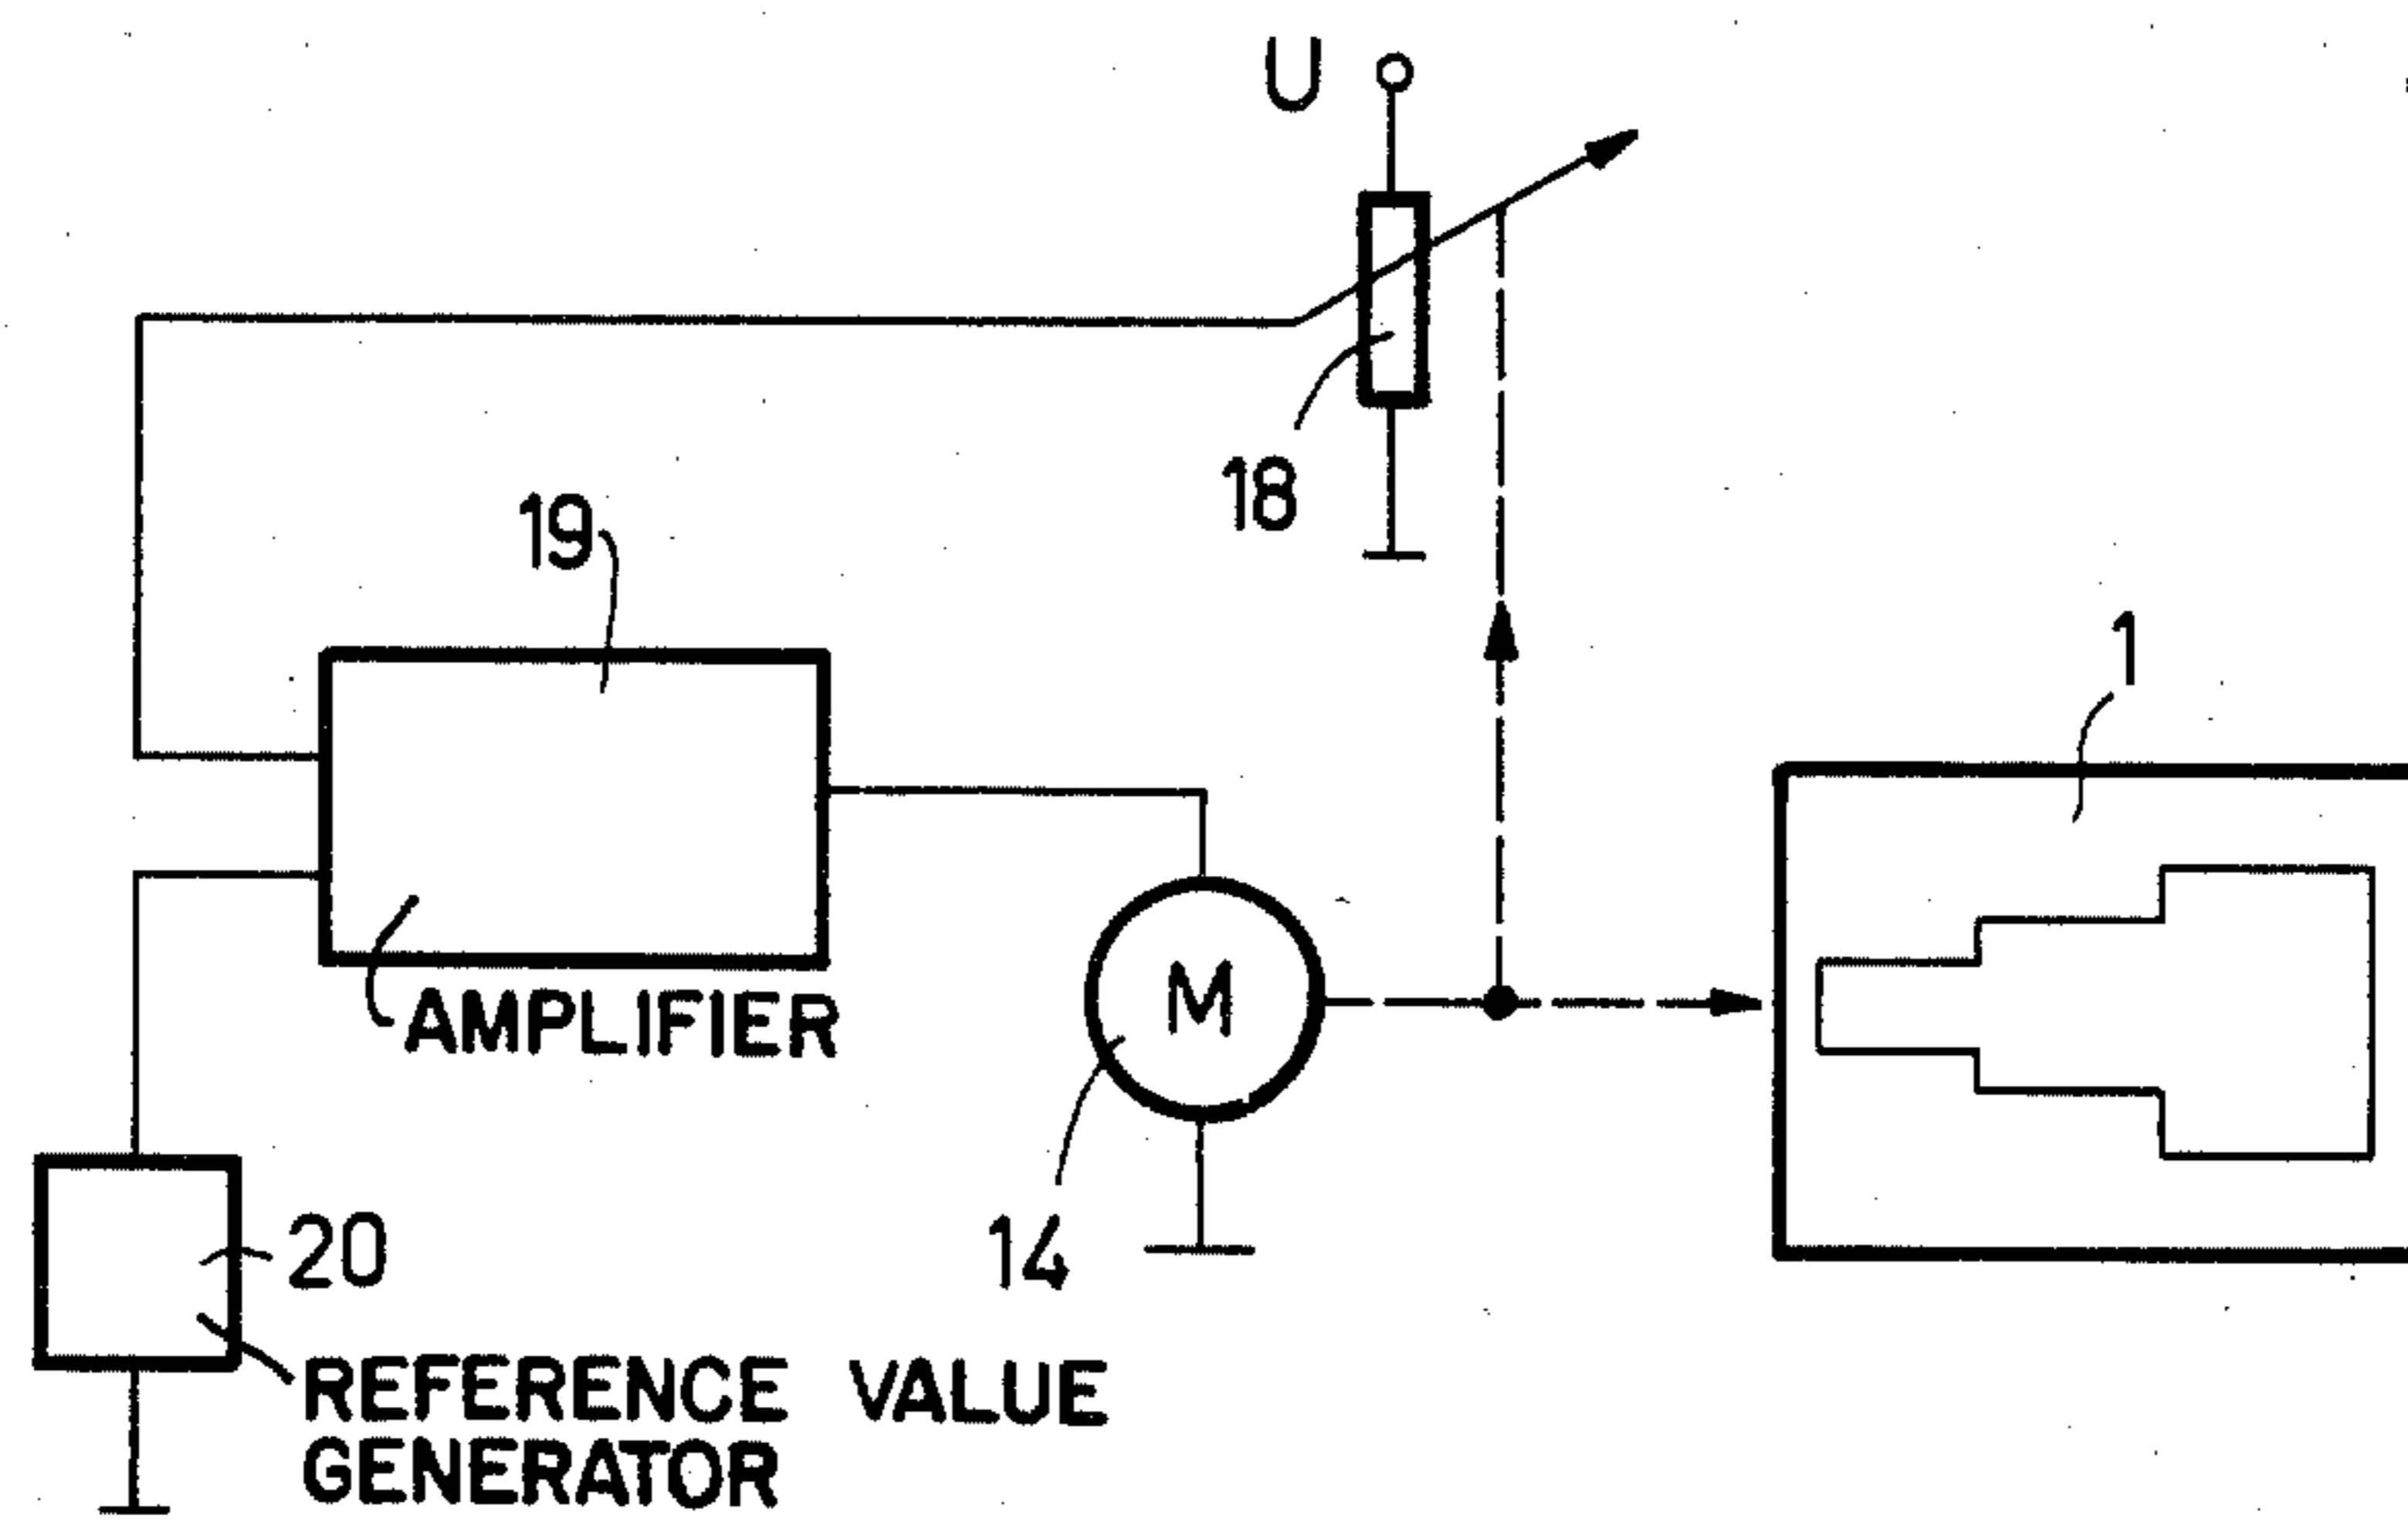 U
18
19
1
AMPLIFIER
M
14
20
REFERENCE VALUE
GENERATOR